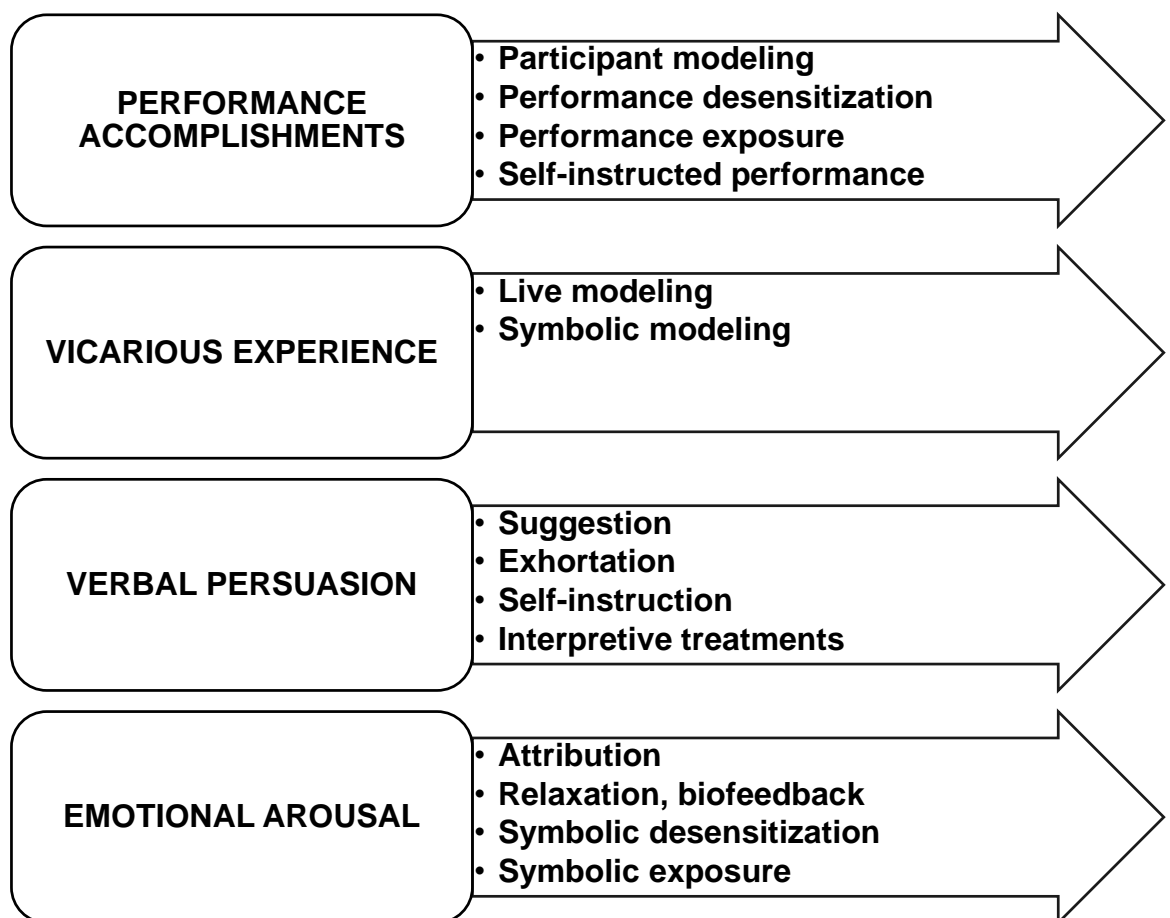 PERFORMANCE
ACCOMPLISHMENTS
• Participant modeling
• Performance desensitization
• Performance exposure
• Self-instructed performance
VICARIOUS EXPERIENCE
• Live modeling
• Symbolic modeling
VERBAL PERSUASION
• Suggestion
• Exhortation
• Self-instruction
• Interpretive treatments
EMOTIONAL AROUSAL
• Attribution
• Relaxation, biofeedback
• Symbolic desensitization
• Symbolic exposure